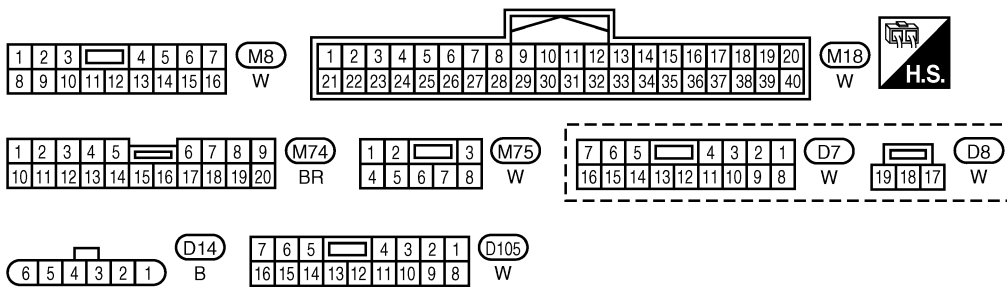 1 2 3 4 5 6 7 M8
8 9 10 11 12 13 14 15 16 W
1 2 3 4 5 6 7 8 9 10 11 12 13 14 15 16 17 18 19 20 M18
21 22 23 24 25 26 27 28 29 30 31 32 33 34 35 36 37 38 39 40 W
H.S.
1 2 3 4 5 6 7 8 9 M74
10 11 12 13 14 15 16 17 18 19 20 BR
1 2 3 M75
4 5 6 7 8 W
7 6 5 4 3 2 1 D7
16 15 14 13 12 11 10 9 8 W
D8
19 18 17 W
D14
6 5 4 3 2 1 B
7 6 5 4 3 2 1 D105
16 15 14 13 12 11 10 9 8 W